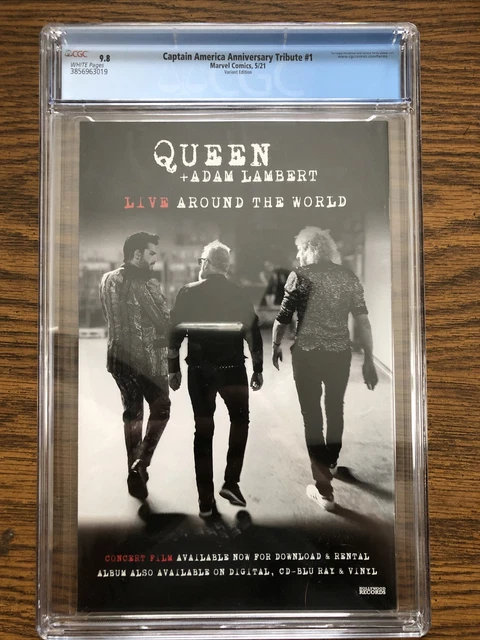 CGC 9.8 Captain America Anniversary Tribute #1
WHITE Pages Marvel Comics, 5/21
3856963019 Variant Edition
QUEEN
+ADAM LAMBERT
LIVE AROUND THE WORLD
CONCERT FILM AVAILABLE NOW FOR DOWNLOAD & RENTAL
ALBUM ALSO AVAILABLE ON DIGITAL, CD-BLU RAY & VINYL
HOLLYWOOD
RECORDS